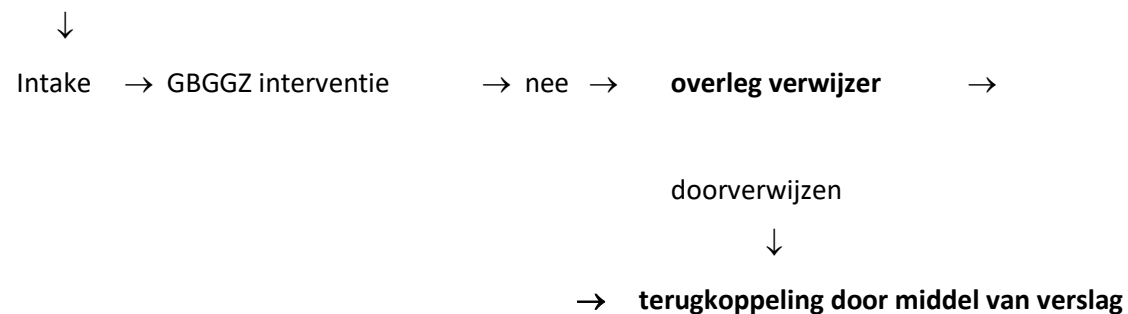 ↓
Intake → GBGGZ interventie → nee → overleg verwijzer →
doorverwijzen
↓
→ terugkoppeling door middel van verslag